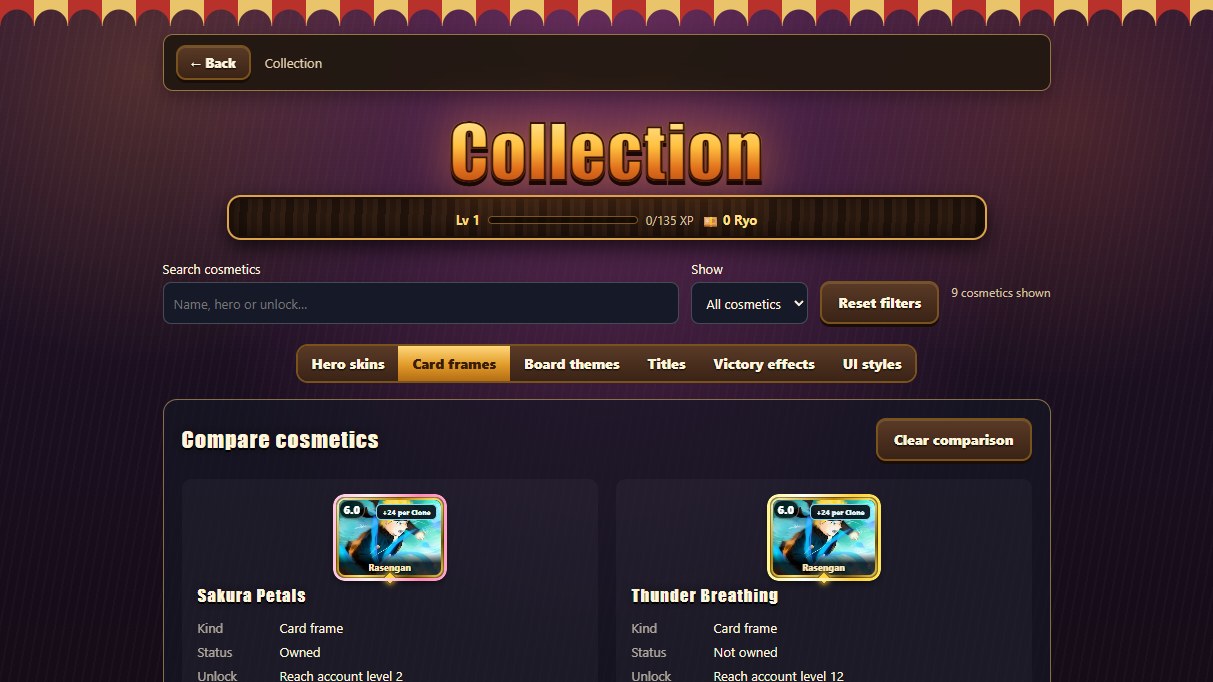 ← Back
Collection
Collection
Lv 1
0/135 XP
0 Ryo
Search cosmetics
Show
Name, hero or unlock...
All cosmetics
Reset filters
9 cosmetics shown
Hero skins
Card frames
Board themes
Titles
Victory effects
UI styles
Compare cosmetics
Clear comparison
6.0
+24 per Clone
Rasengan
Sakura Petals
Kind Card frame
Status Owned
Unlock Reach account level 2
6.0
+24 per Clone
Rasengan
Thunder Breathing
Kind Card frame
Status Not owned
Unlock Reach account level 12